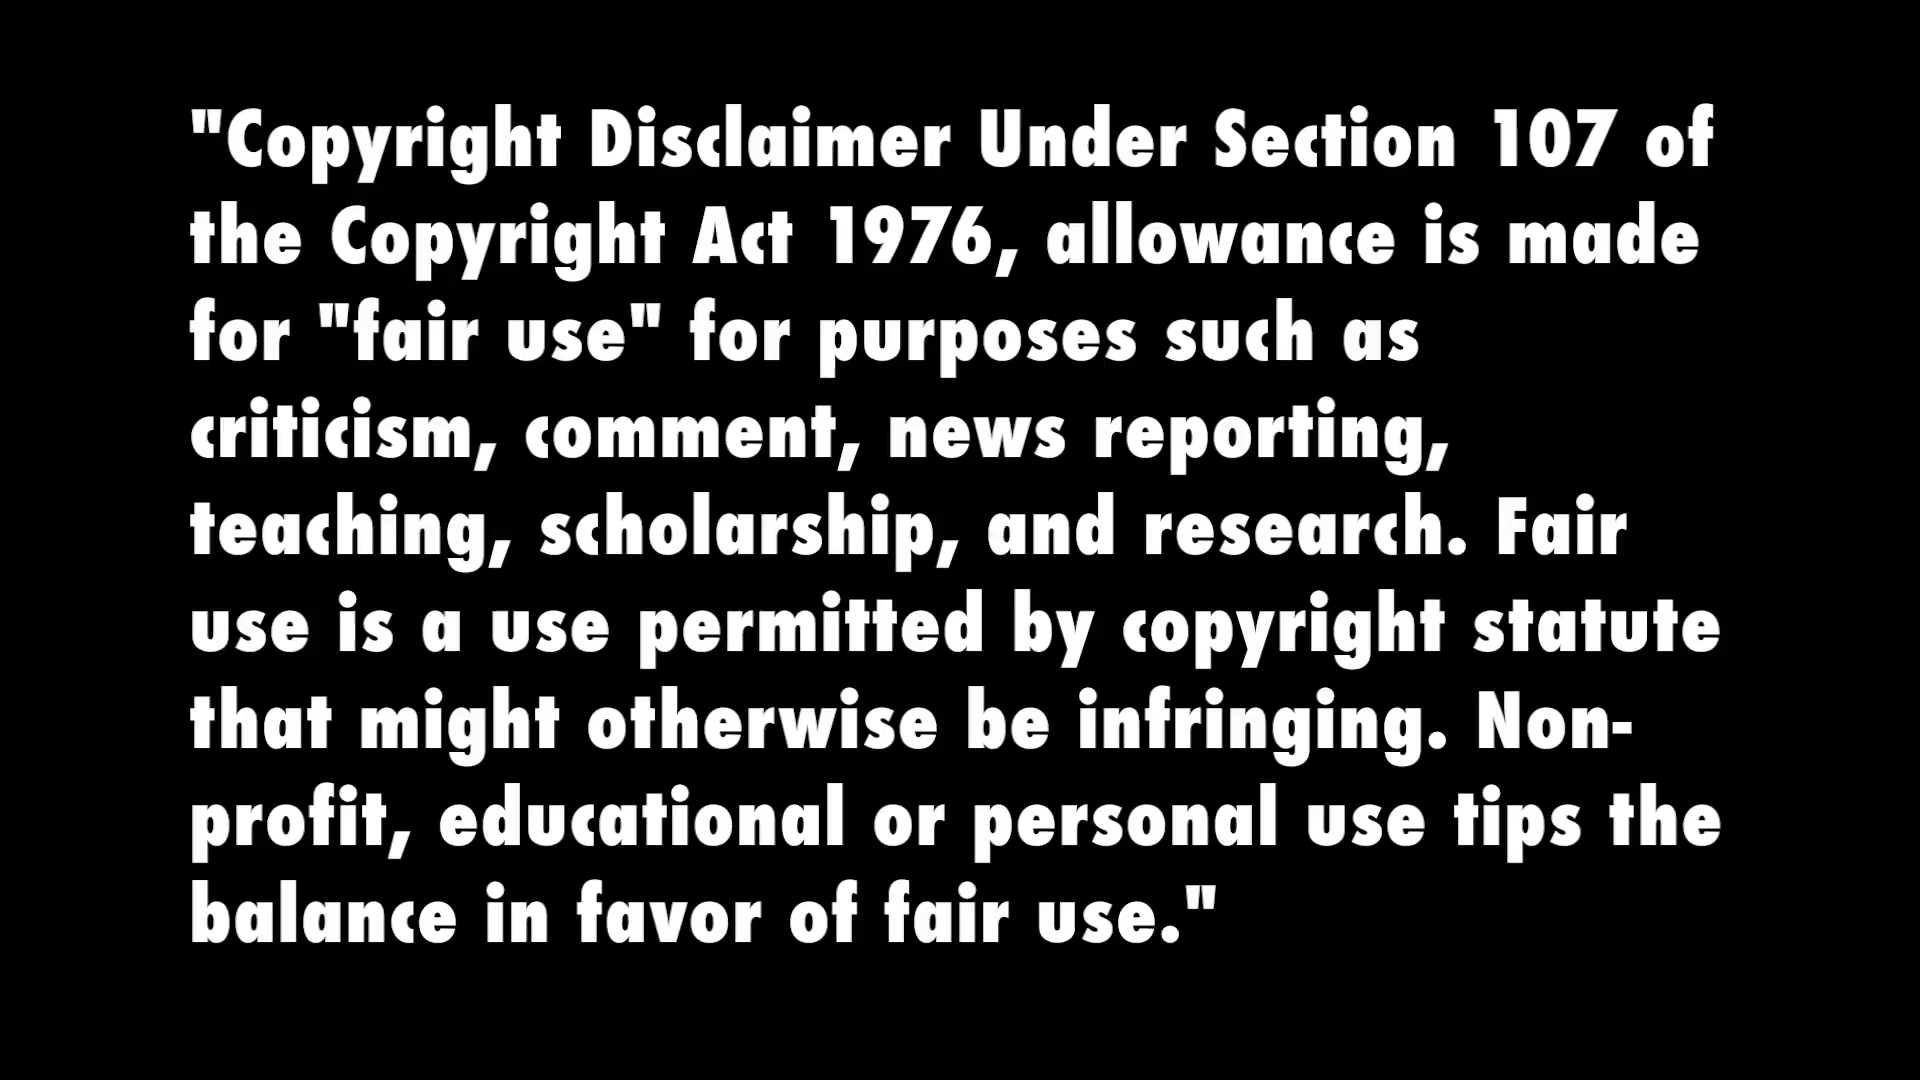 "Copyright Disclaimer Under Section 107 of
the Copyright Act 1976, allowance is made
for "fair use" for purposes such as
criticism, comment, news reporting,
teaching, scholarship, and research. Fair
use is a use permitted by copyright statute
that might otherwise be infringing. Non-
profit, educational or personal use tips the
balance in favor of fair use."